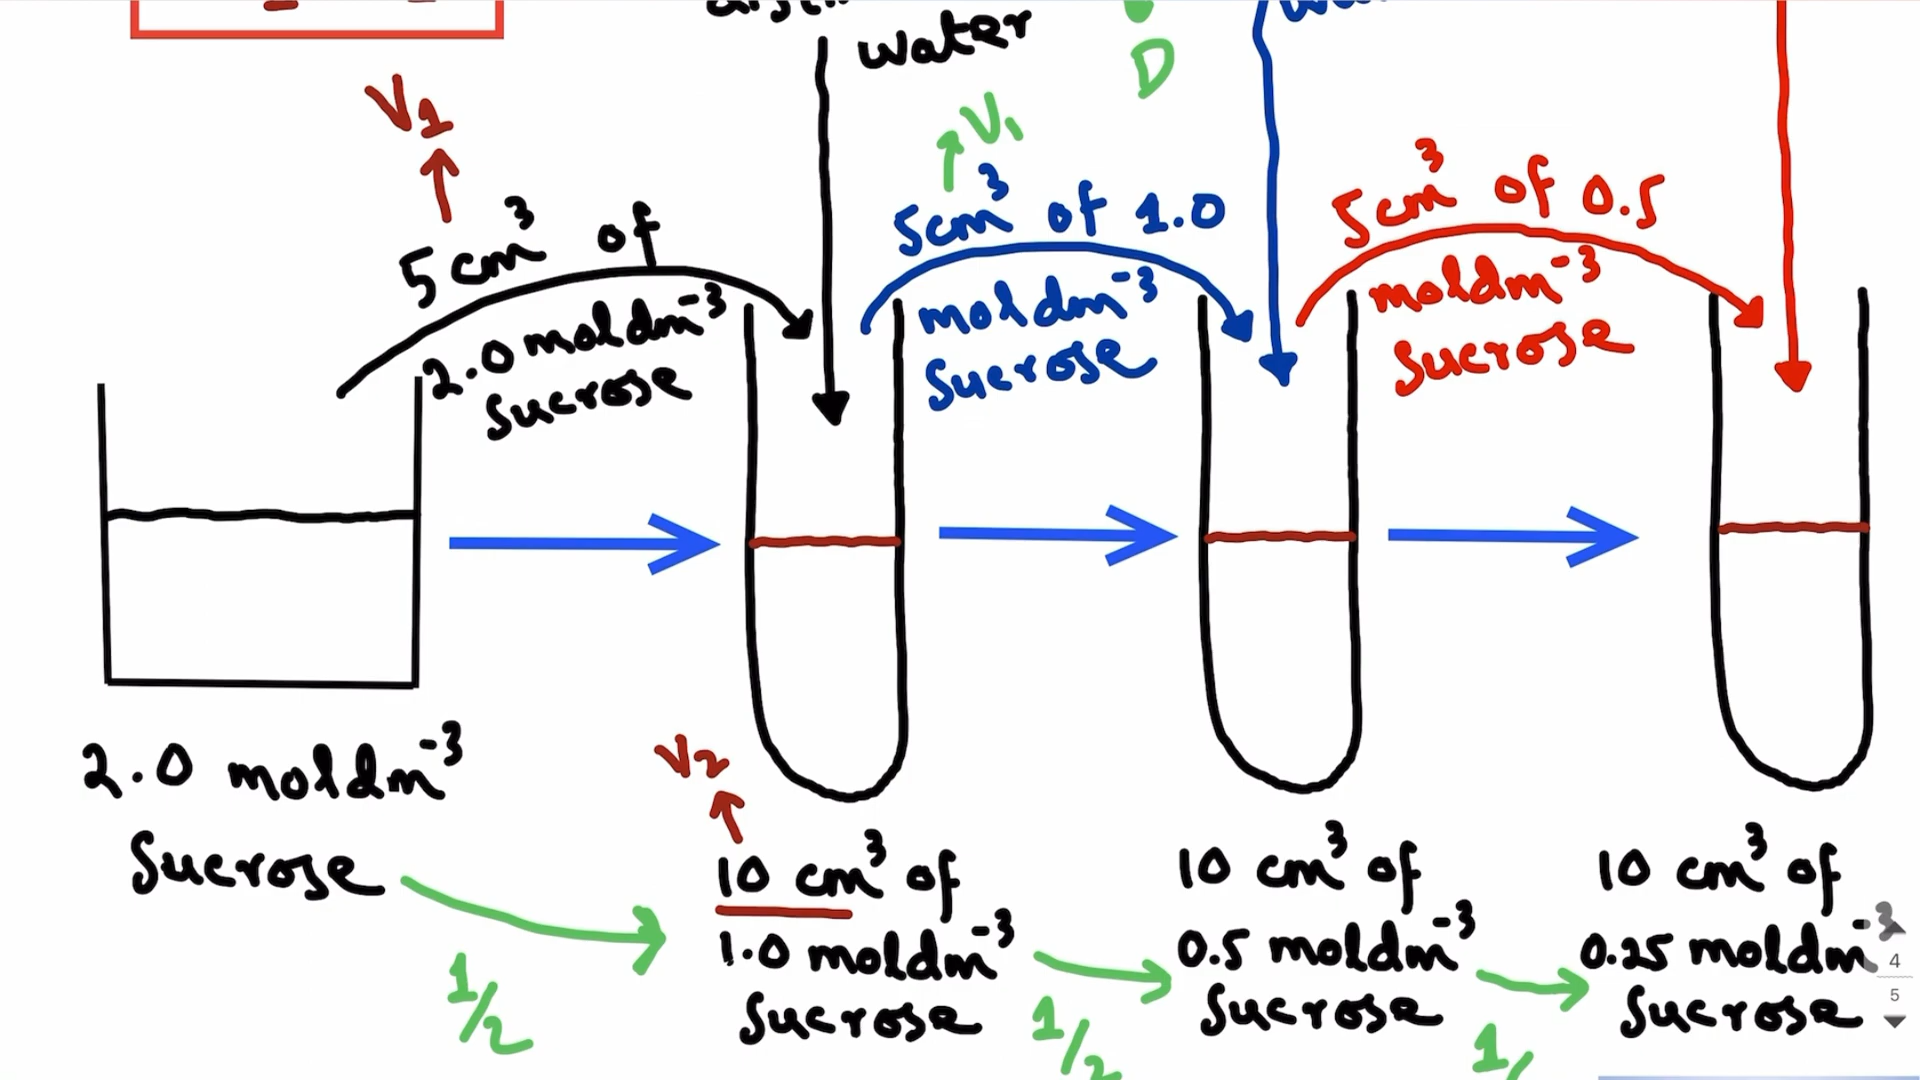 water
D
V1
V1
5cm³ of
2.0 moldm⁻³
Sucrose
5cm³ of 1.0
moldm⁻³
Sucrose
5cm³ of 0.5
moldm⁻³
Sucrose
2.0 moldm⁻³
Sucrose
1/2
V2
10 cm³ of
1.0 moldm⁻³
Sucrose
1/2
10 cm³ of
0.5 moldm⁻³
Sucrose
1/
10 cm³ of
0.25 moldm⁻³
Sucrose
4
5